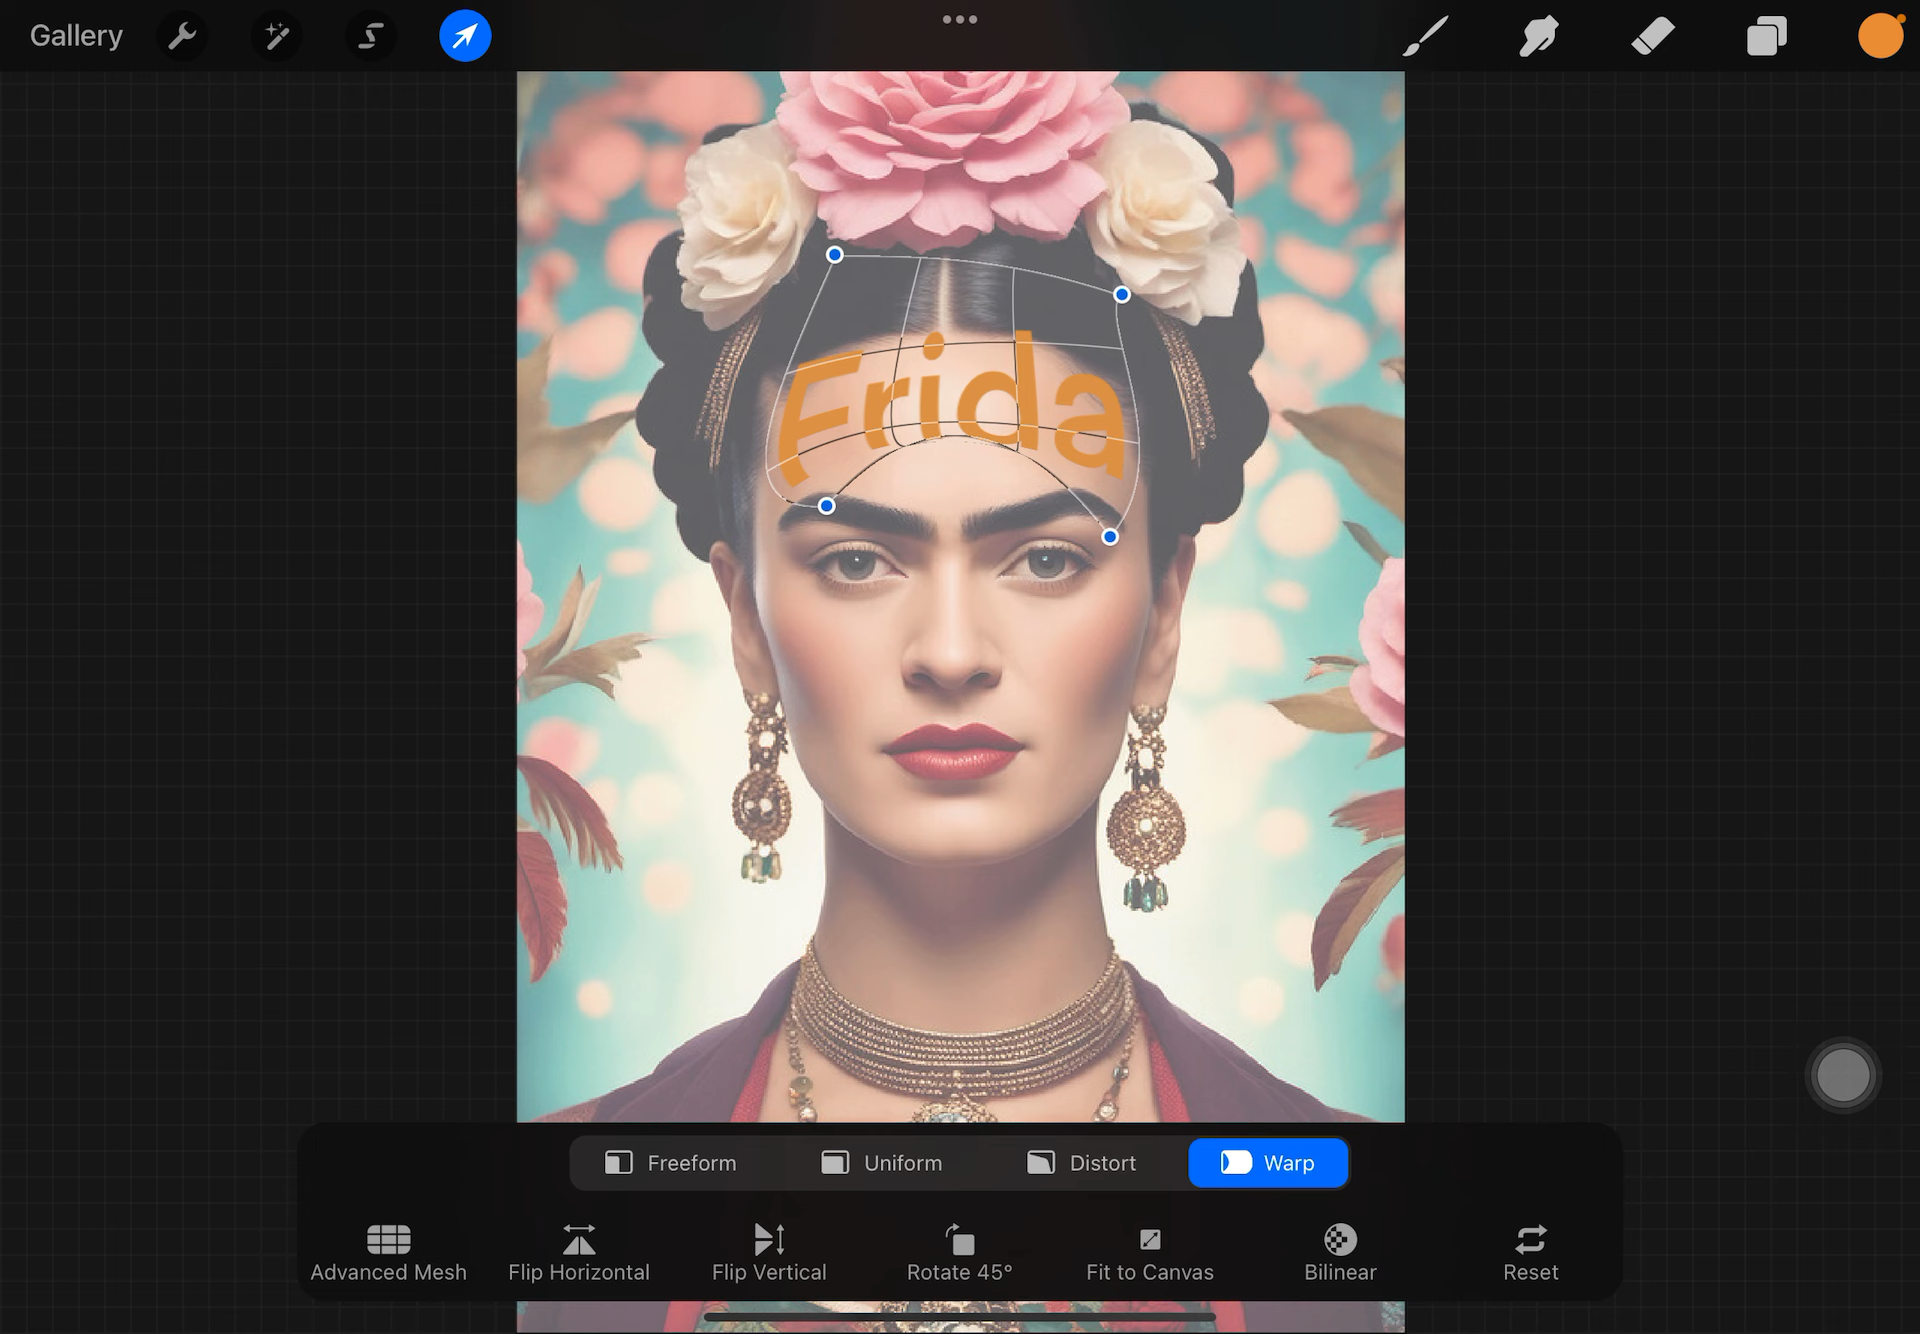 Gallery
Frida
Freeform Uniform Distort Warp
Advanced Mesh Flip Horizontal Flip Vertical Rotate 45° Fit to Canvas Bilinear Reset